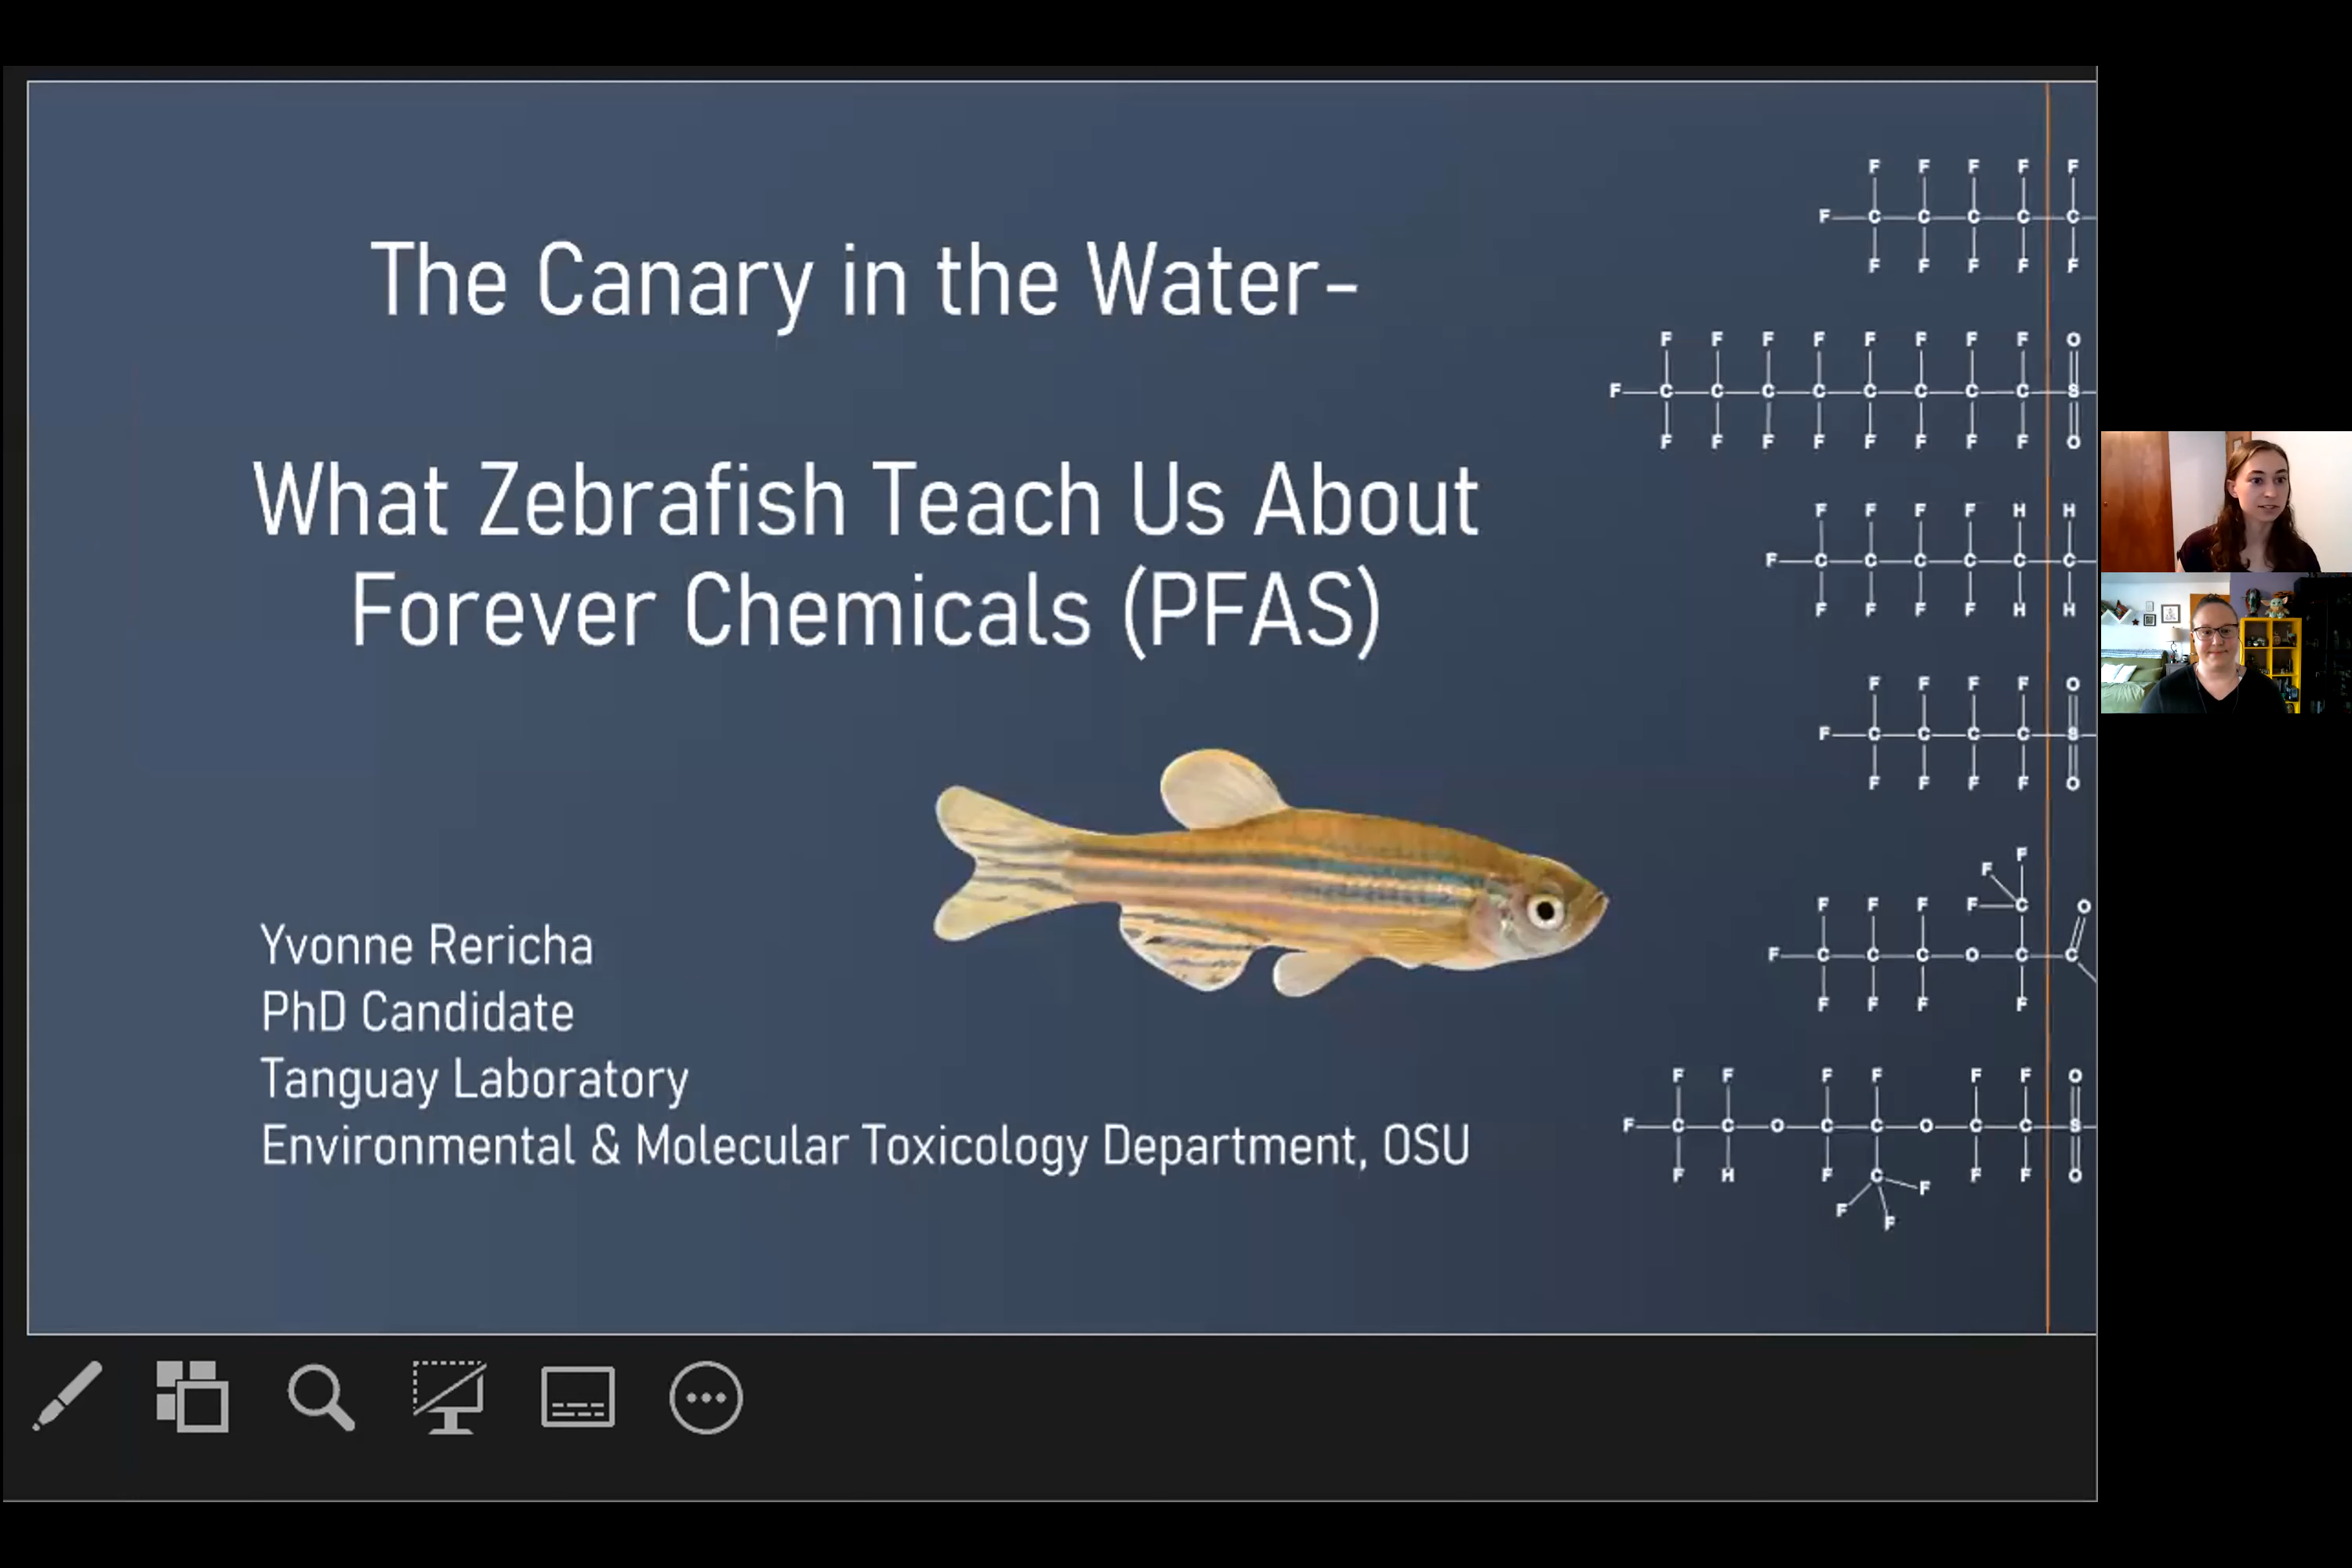 The Canary in the Water-
What Zebrafish Teach Us About
Forever Chemicals (PFAS)
Yvonne Rericha
PhD Candidate
Tanguay Laboratory
Environmental & Molecular Toxicology Department, OSU
F F F F F
F C C C C C
F F F F F
F F F F F F F F O
F C C C C C C C C S
F F F F F F F F O
F F F F H H
F C C C C C C
F F F F H H
F F F F O
F C C C C S
F F F F O
F
F
F F F F C O
F C C C O C C
F F F F
F F F F F F O
F C C O C C O C C S
F H F C F F O
F
F
F